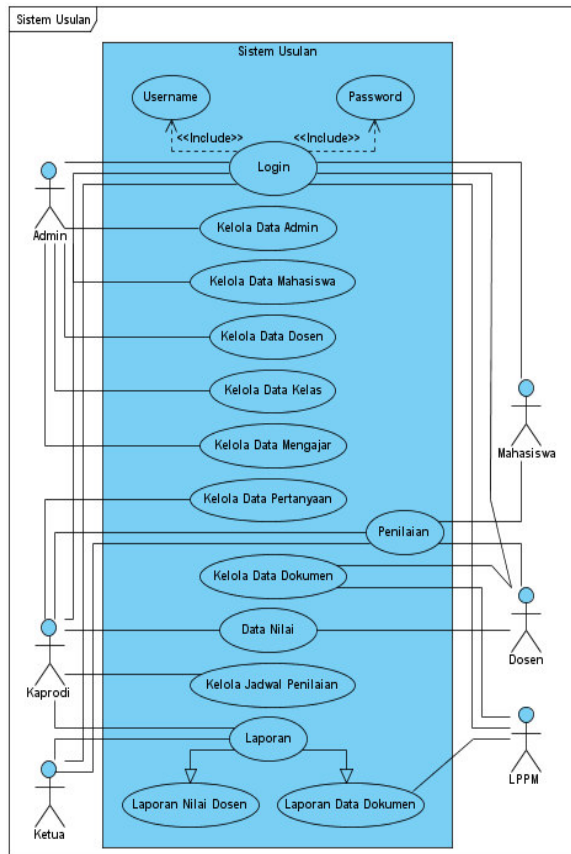 Sistem Usulan
Sistem Usulan
Username
Password
<<Include>>
<<Include>>
Login
Admin
Kelola Data Admin
Kelola Data Mahasiswa
Kelola Data Dosen
Kelola Data Kelas
Kelola Data Mengajar
Mahasiswa
Kelola Data Pertanyaan
Penilaian
Kelola Data Dokumen
Data Nilai
Dosen
Kaprodi
Kelola Jadwal Penilaian
Laporan
LPPM
Laporan Nilai Dosen
Laporan Data Dokumen
Ketua